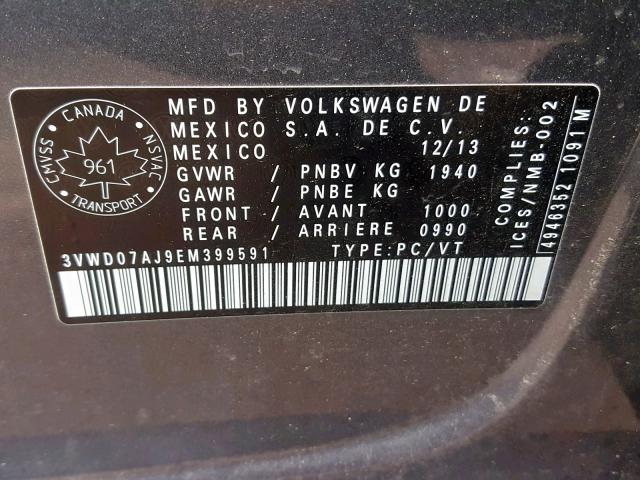 CANADA
CMVSS
NSVAC
961
TRANSPORT
MFD BY VOLKSWAGEN DE
MEXICO S.A. DE C.V.
MEXICO 12/13
GVWR / PNBV KG 1940
GAWR / PNBE KG
FRONT / AVANT 1000
REAR / ARRIERE 0990
3VWD07AJ9EM399591 TYPE:PC/VT
COMPLIES:
ICES/NMB-002
4946352 1091 M